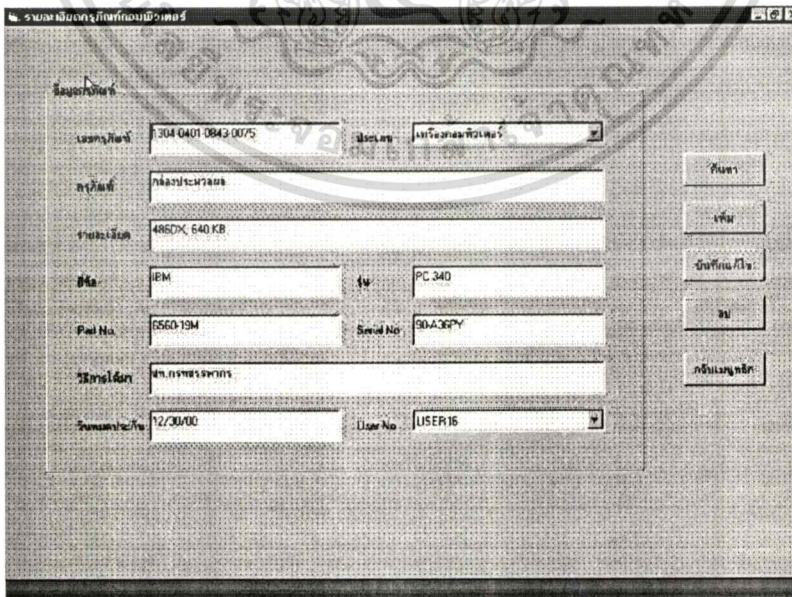 รายละเอียดครุภัณฑ์คอมพิวเตอร์
ข้อมูลครุภัณฑ์
เลขครุภัณฑ์ 1304-0401-0843-0075 ประเภท เครื่องคอมพิวเตอร์
ครุภัณฑ์ กล่องประมวลผล
รายละเอียด 486DX, 640 KB
ยี่ห้อ IBM รุ่น PC 340
Part No. 6560-19M Serial No. 90-A36PY
วิธีการได้มา สท.กรมสรรพากร
วันหมดประกัน 12/30/00 User No. USER16
ค้นหา
เพิ่ม
บันทึกแก้ไข
ลบ
กลับเมนูหลัก